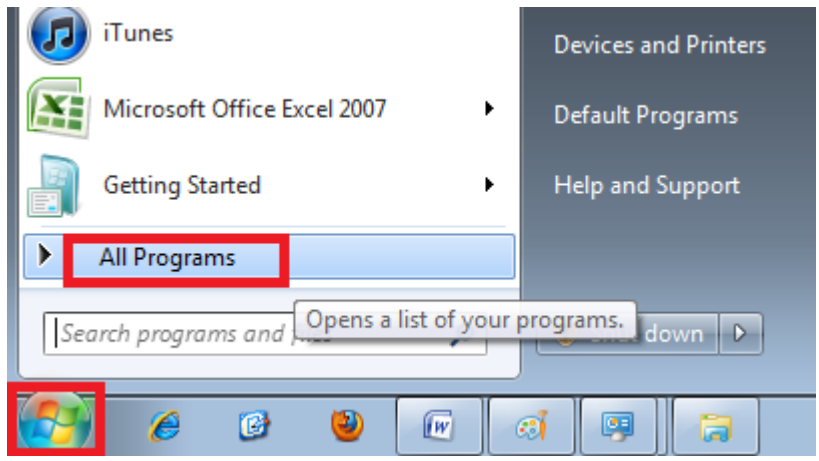 iTunes
Microsoft Office Excel 2007
Getting Started
All Programs
Search programs and
Opens a list of your programs.
Devices and Printers
Default Programs
Help and Support
down